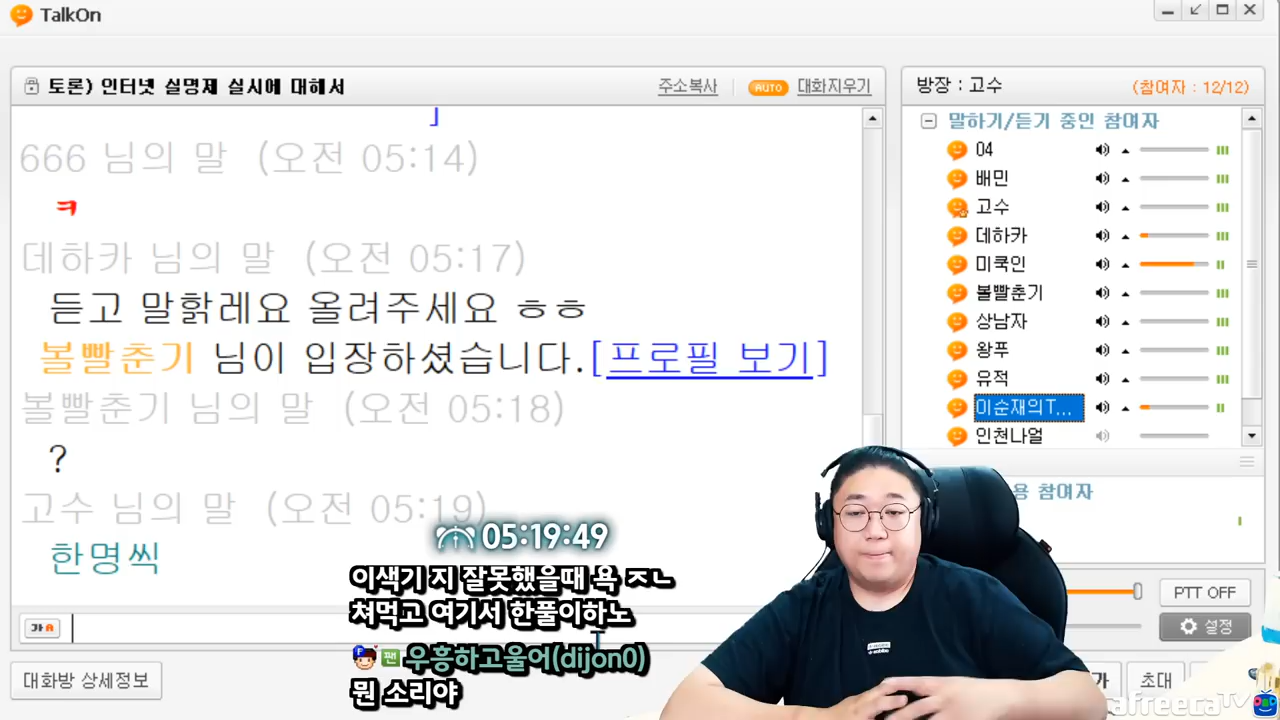 TalkOn
토론) 인터넷 실명제 실시에 대해서
주소복사
AUTO
대화지우기
」
666 님의 말 (오전 05:14)
ㅋ
데하카 님의 말 (오전 05:17)
듣고 말핡레요 올려주세요 ㅎㅎ
볼빨춘기 님이 입장하셨습니다.[프로필 보기]
볼빨춘기 님의 말 (오전 05:18)
?
고수 님의 말 (오전 05:19)
한명씩
가
대화방 상세정보
방장 : 고수
(참여자 : 12/12)
말하기/듣기 중인 참여자
04
배민
고수
데하카
미쿡인
볼빨춘기
상남자
왕푸
유적
이순재의T...
인천나얼
용 참여자
PTT OFF
설정
가
초대
05:19:49
이색기 지 잘못했을때 욕 ㅈㄴ
쳐먹고 여기서 한풀이하노
F 팬 우흥하고울어(dijon0)
뭔 소리야
afreecaTV